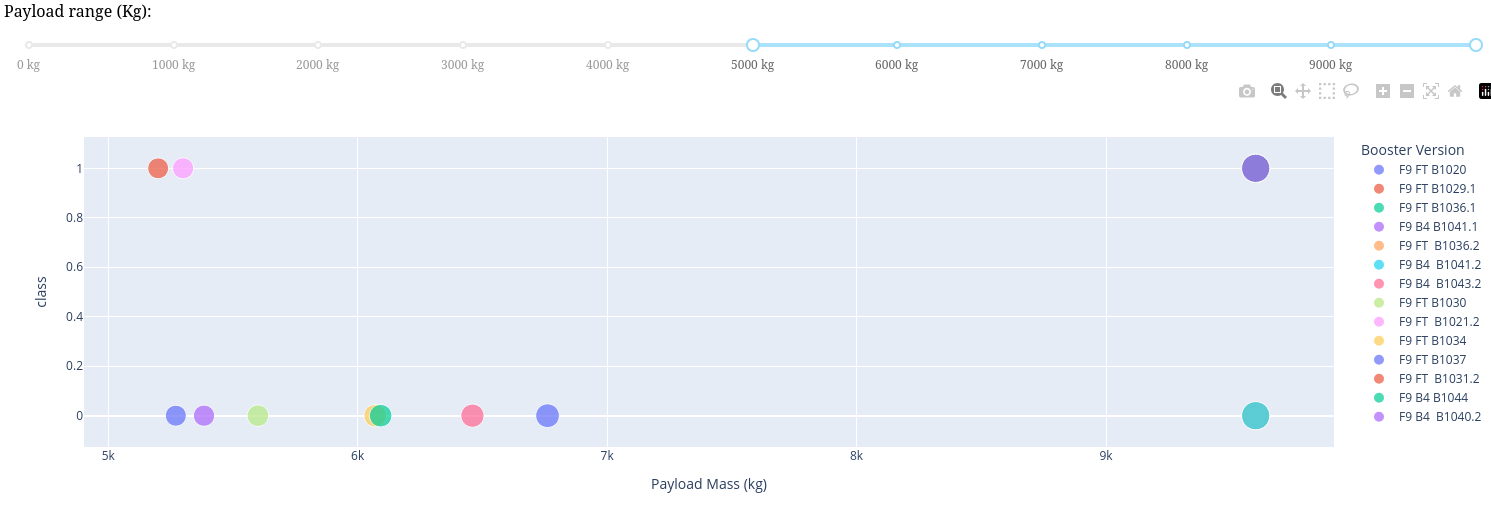 Payload range (Kg):
0 kg 1000 kg 2000 kg 3000 kg 4000 kg 5000 kg 6000 kg 7000 kg 8000 kg 9000 kg
Booster Version
F9 FT B1020
F9 FT B1029.1
F9 FT B1036.1
F9 B4 B1041.1
F9 FT  B1036.2
F9 B4  B1041.2
F9 B4  B1043.2
F9 FT B1030
F9 FT  B1021.2
F9 FT B1034
F9 FT B1037
F9 FT  B1031.2
F9 B4 B1044
F9 B4  B1040.2
1
0.8
0.6
0.4
0.2
0
class
5k 6k 7k 8k 9k
Payload Mass (kg)